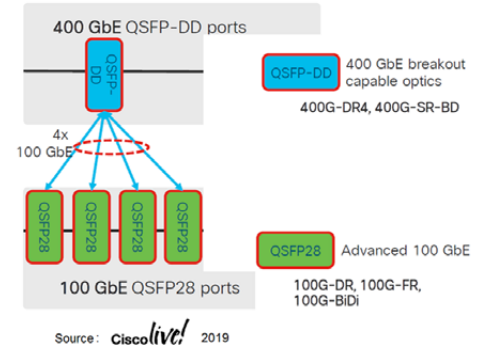 400 GbE QSFP-DD ports
QSFP-
DD
QSFP-DD
400 GbE breakout
capable optics
400G-DR4, 400G-SR-BD
4x
100 GbE
QSFP28
QSFP28
QSFP28
QSFP28
QSFP28
Advanced 100 GbE
100 GbE QSFP28 ports
100G-DR, 100G-FR,
100G-BiDi
Source: Cisco live! 2019